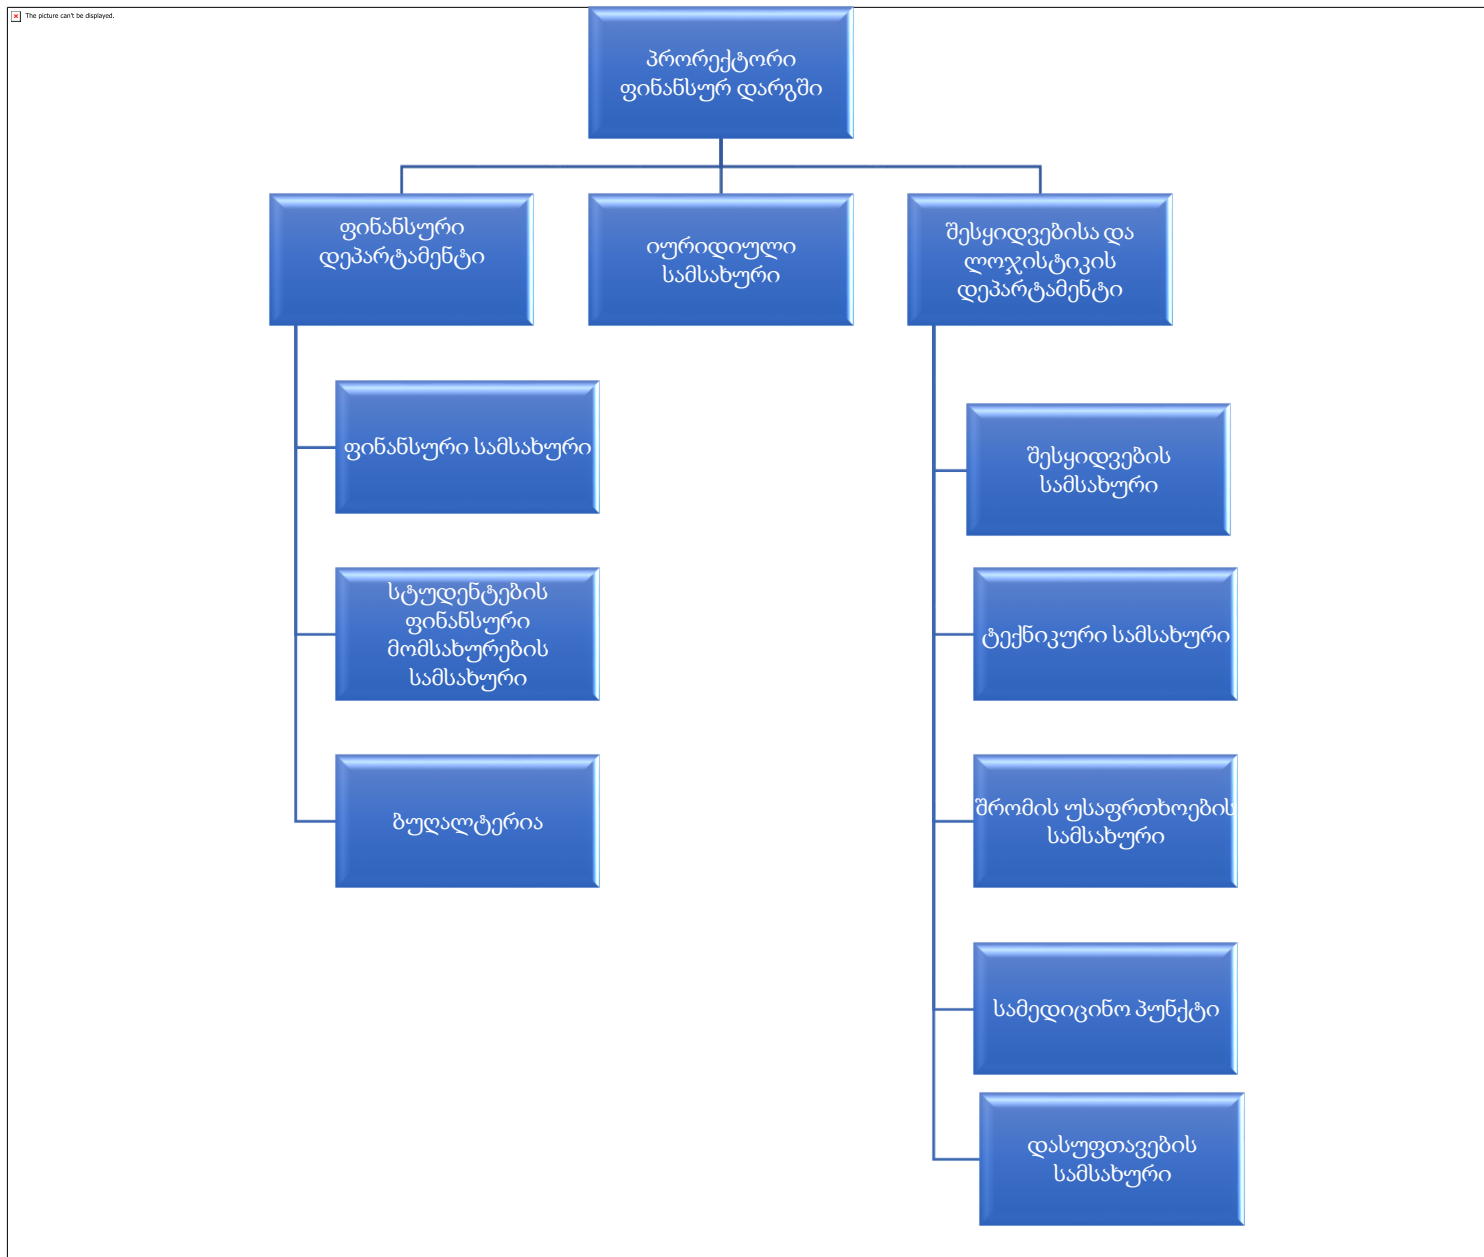 The picture can't be displayed.
პრორექტორი
ფინანსურ დარგში
ფინანსური
დეპარტამენტი
იურიდიული
სამსახური
შესყიდვებისა და
ლოჯისტიკის
დეპარტამენტი
ფინანსური სამსახური
სტუდენტების
ფინანსური
მომსახურების
სამსახური
ბუღალტერია
შესყიდვების
სამსახური
ტექნიკური სამსახური
შრომის უსაფრთხოების
სამსახური
სამედიცინო პუნქტი
დასუფთავების
სამსახური